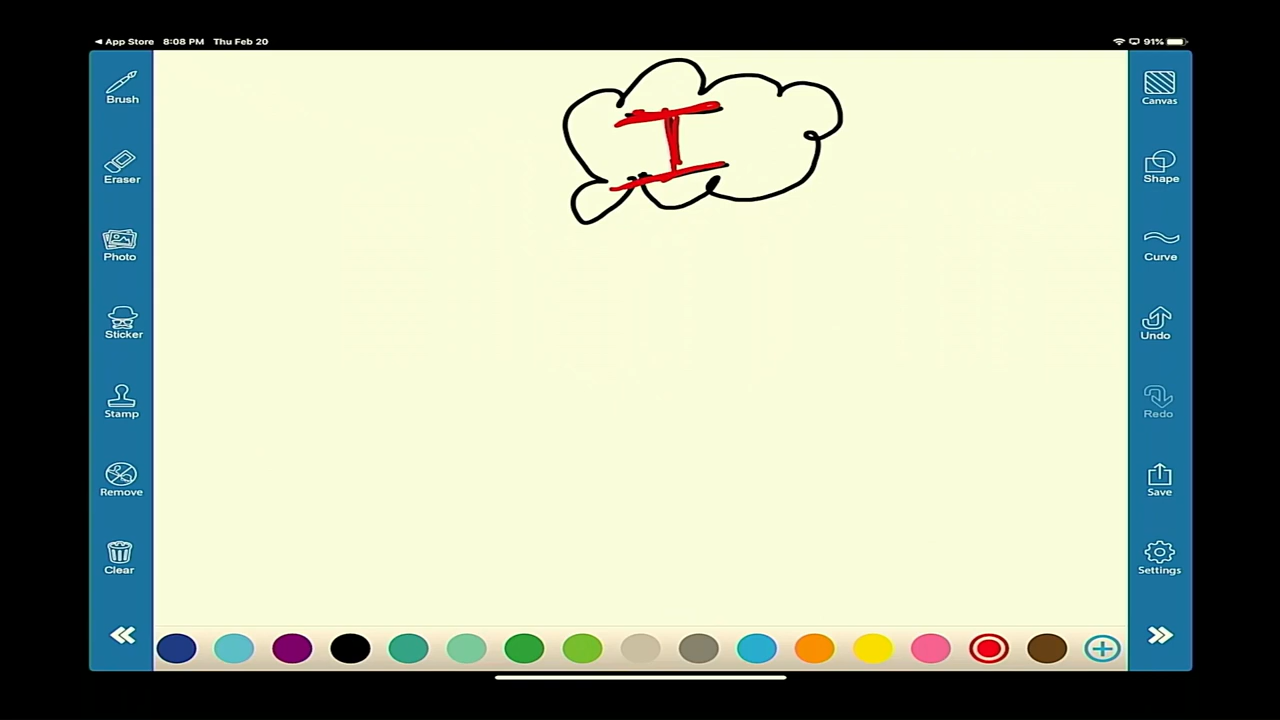 App Store 8:08 PM Thu Feb 20
91%
Brush
Eraser
Photo
Sticker
Stamp
Remove
Clear
I
Canvas
Shape
Curve
Undo
Redo
Save
Settings